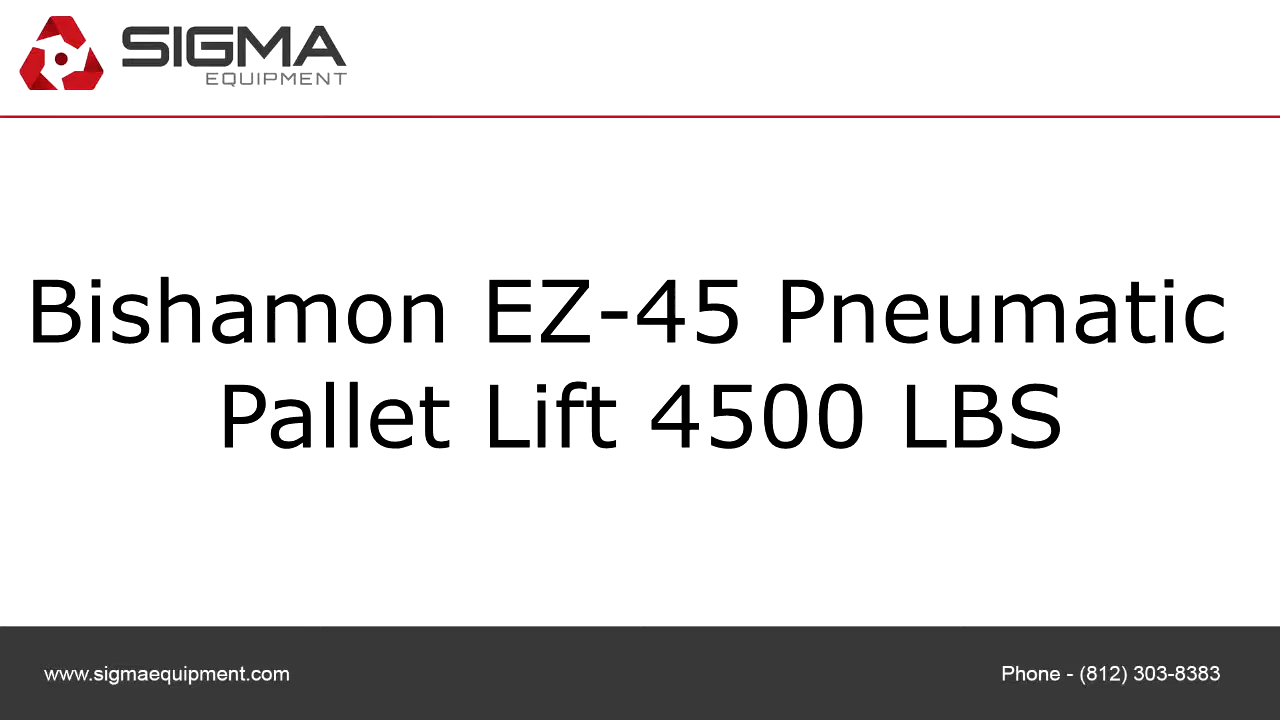 SIGMA
EQUIPMENT
Bishamon EZ-45 Pneumatic
Pallet Lift 4500 LBS
www.sigmaequipment.com
Phone - (812) 303-8383